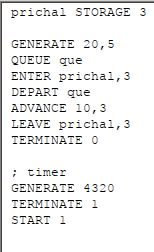 prichal STORAGE 3
GENERATE 20,5
QUEUE que
ENTER prichal,3
DEPART que
ADVANCE 10,3
LEAVE prichal,3
TERMINATE 0
; timer
GENERATE 4320
TERMINATE 1
START 1